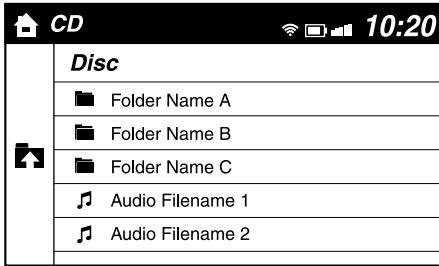 CD 10:20
Disc
Folder Name A
Folder Name B
Folder Name C
Audio Filename 1
Audio Filename 2